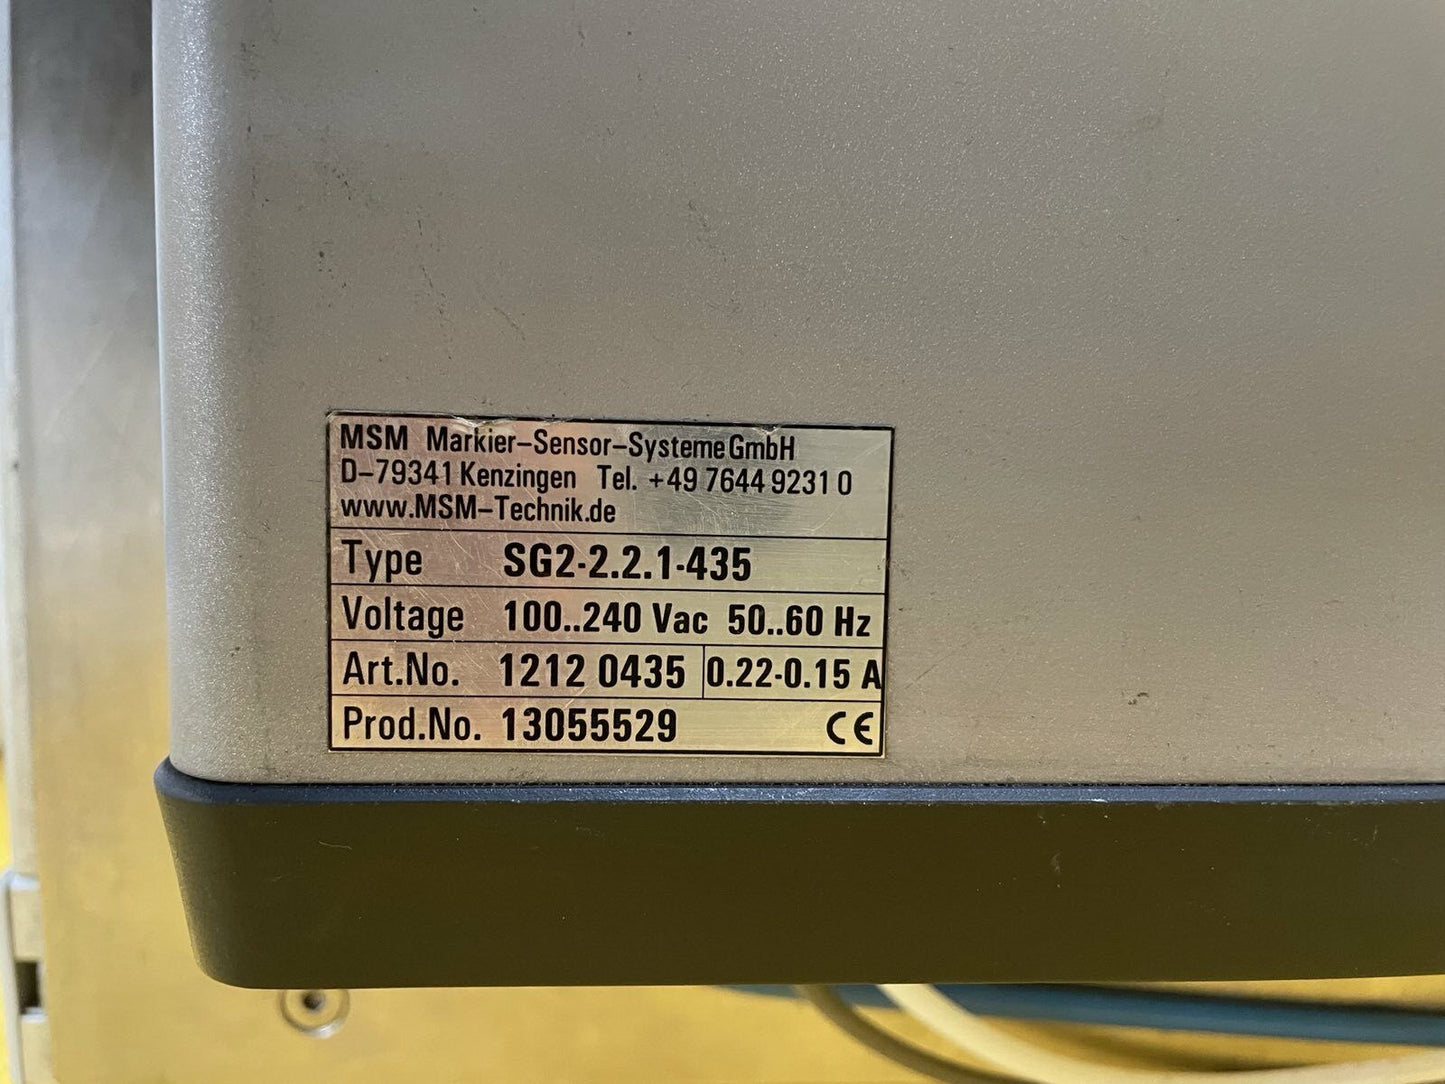 MSM Markier-Sensor-Systeme GmbH
D-79341 Kenzingen Tel. +49 7644 9231 0
www.MSM-Technik.de
Type SG2-2.2.1-435
Voltage 100..240 Vac 50..60 Hz
Art.No. 1212 0435 0.22-0.15 A
Prod.No. 13055529 CE